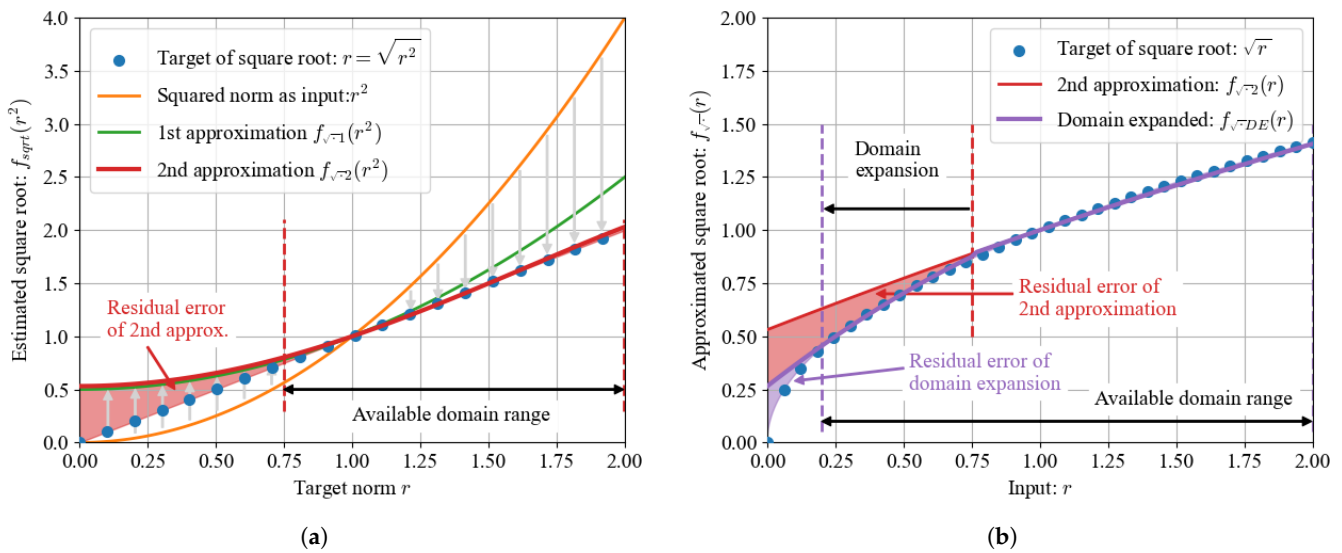 4.0
3.5
3.0
2.5
2.0
1.5
1.0
0.5
0.0
Estimated square root: f_{sqrt}(r²)
Target of square root: r = √r²
Squared norm as input:r²
1st approximation f_{√·1}(r²)
2nd approximation f_{√·2}(r²)
Residual error
of 2nd approx.
Available domain range
0.00 0.25 0.50 0.75 1.00 1.25 1.50 1.75 2.00
Target norm r
(a)
2.00
1.75
1.50
1.25
1.00
0.75
0.50
0.25
0.00
Approximated square root: f_{√·}(r)
Target of square root: √r
2nd approximation: f_{√·2}(r)
Domain expanded: f_{√·DE}(r)
Domain
expansion
Residual error of
2nd approximation
Residual error of
domain expansion
Available domain range
0.00 0.25 0.50 0.75 1.00 1.25 1.50 1.75 2.00
Input: r
(b)